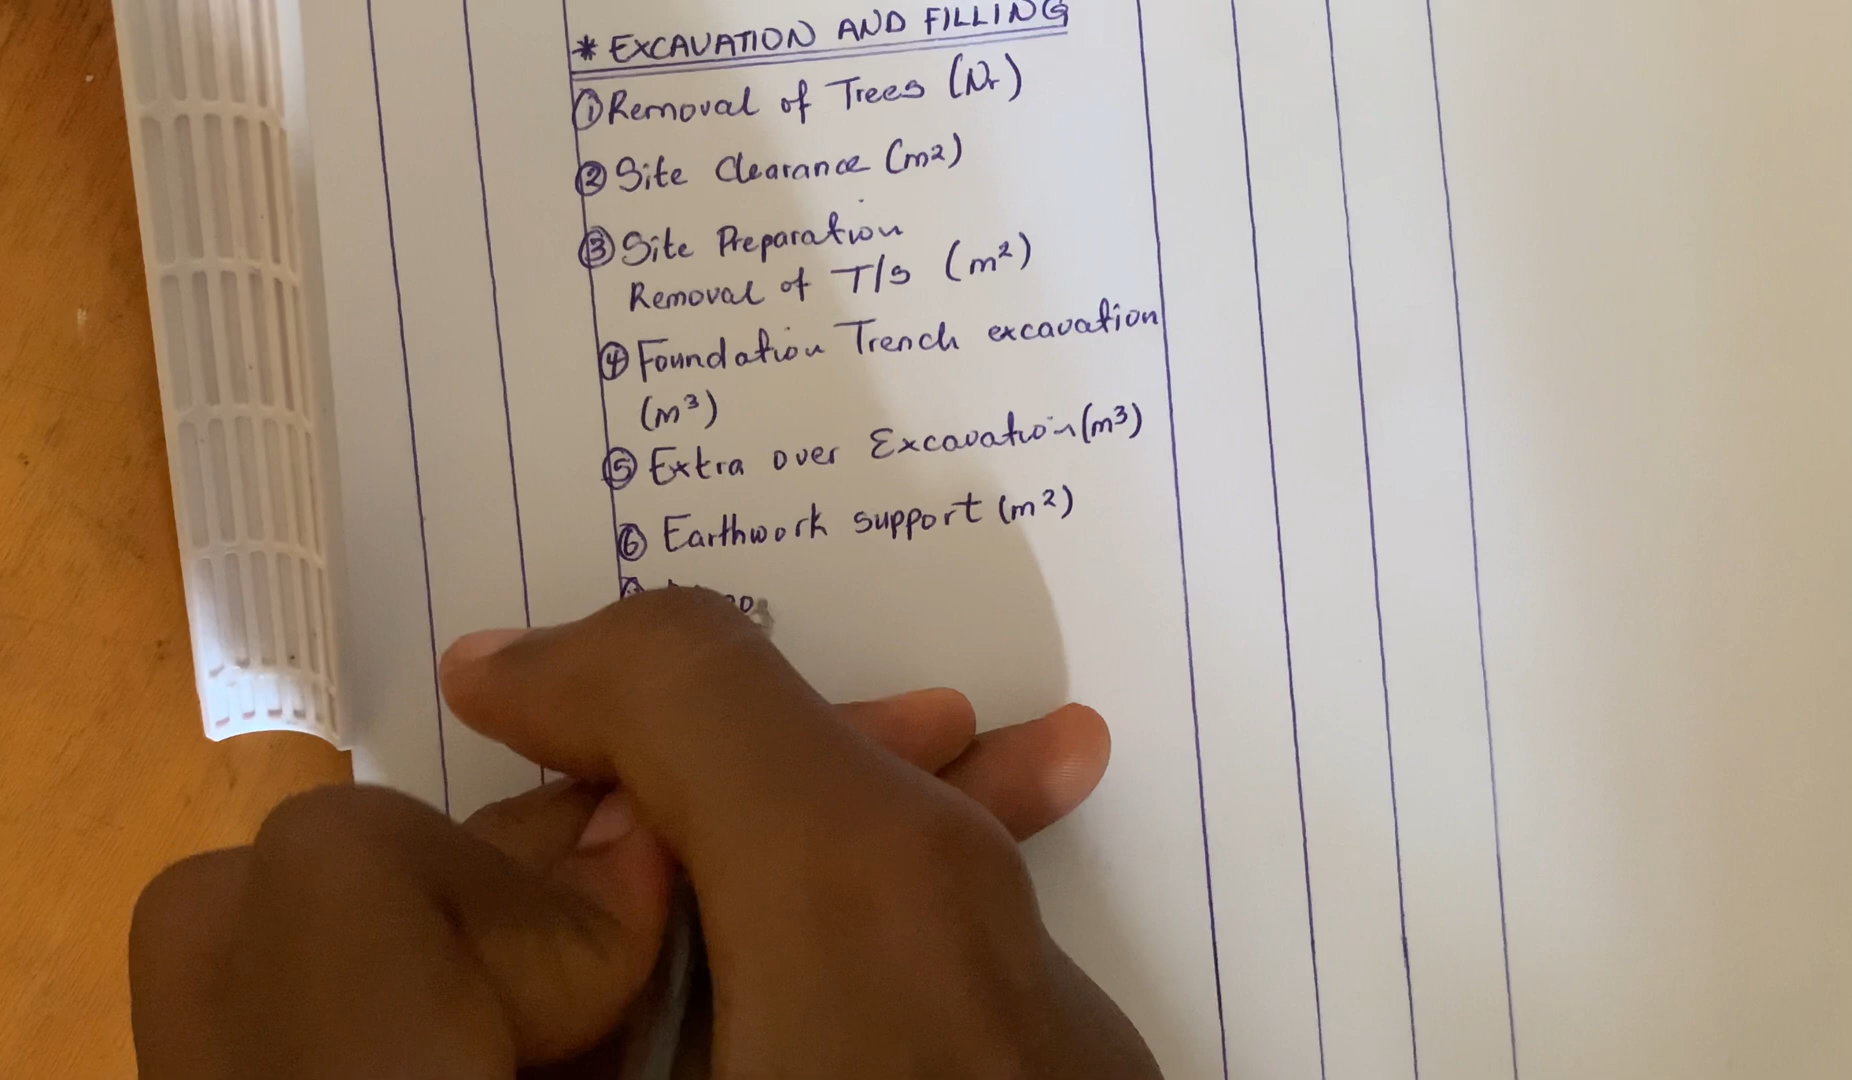 * EXCAVATION AND FILLING
① Removal of Trees (Nr)
② Site Clearance (m2)
③ Site Preparation
Removal of T/S (m²)
④ Foundation Trench excavation
(m³)
⑤ Extra over Excavation (m³)
⑥ Earthwork support (m²)